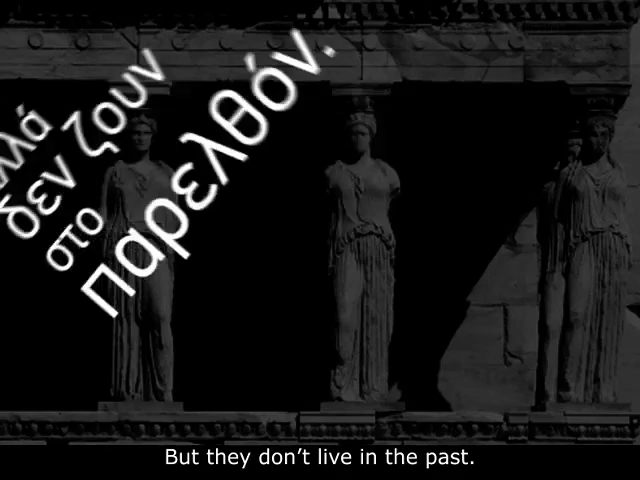 δεν ζουν
στο
παρελθόν.
But they don’t live in the past.